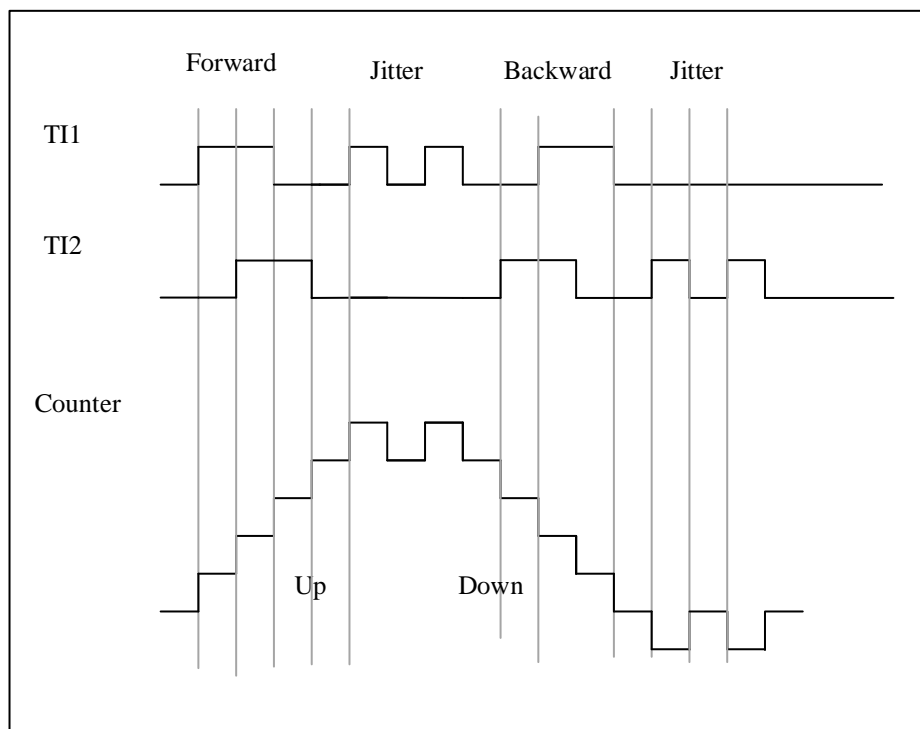 Forward
Jitter
Backward
Jitter
TI1
TI2
Counter
Up
Down